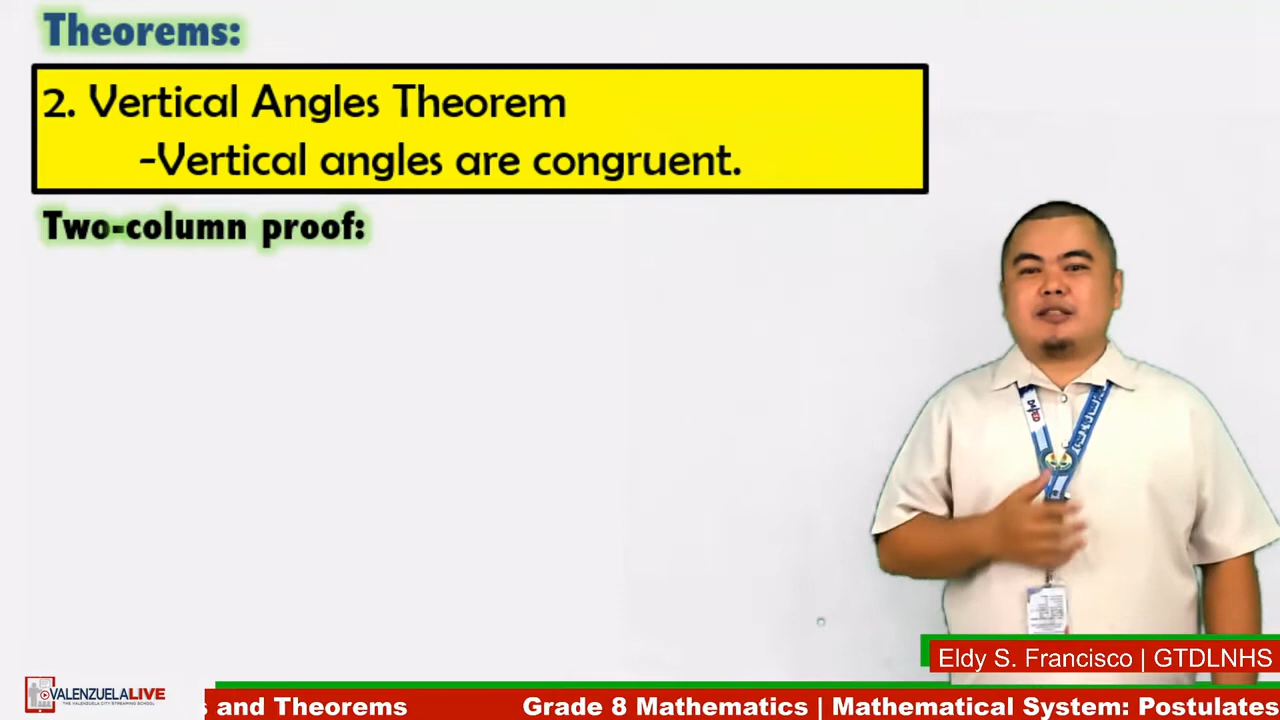 Theorems:
2. Vertical Angles Theorem
-Vertical angles are congruent.
Two-column proof:
DepED
Eldy S. Francisco | GTDLNHS
VALENZUELALIVE
THE VALENZUELA CITY STREAMING SCHOOL
s and Theorems Grade 8 Mathematics | Mathematical System: Postulates